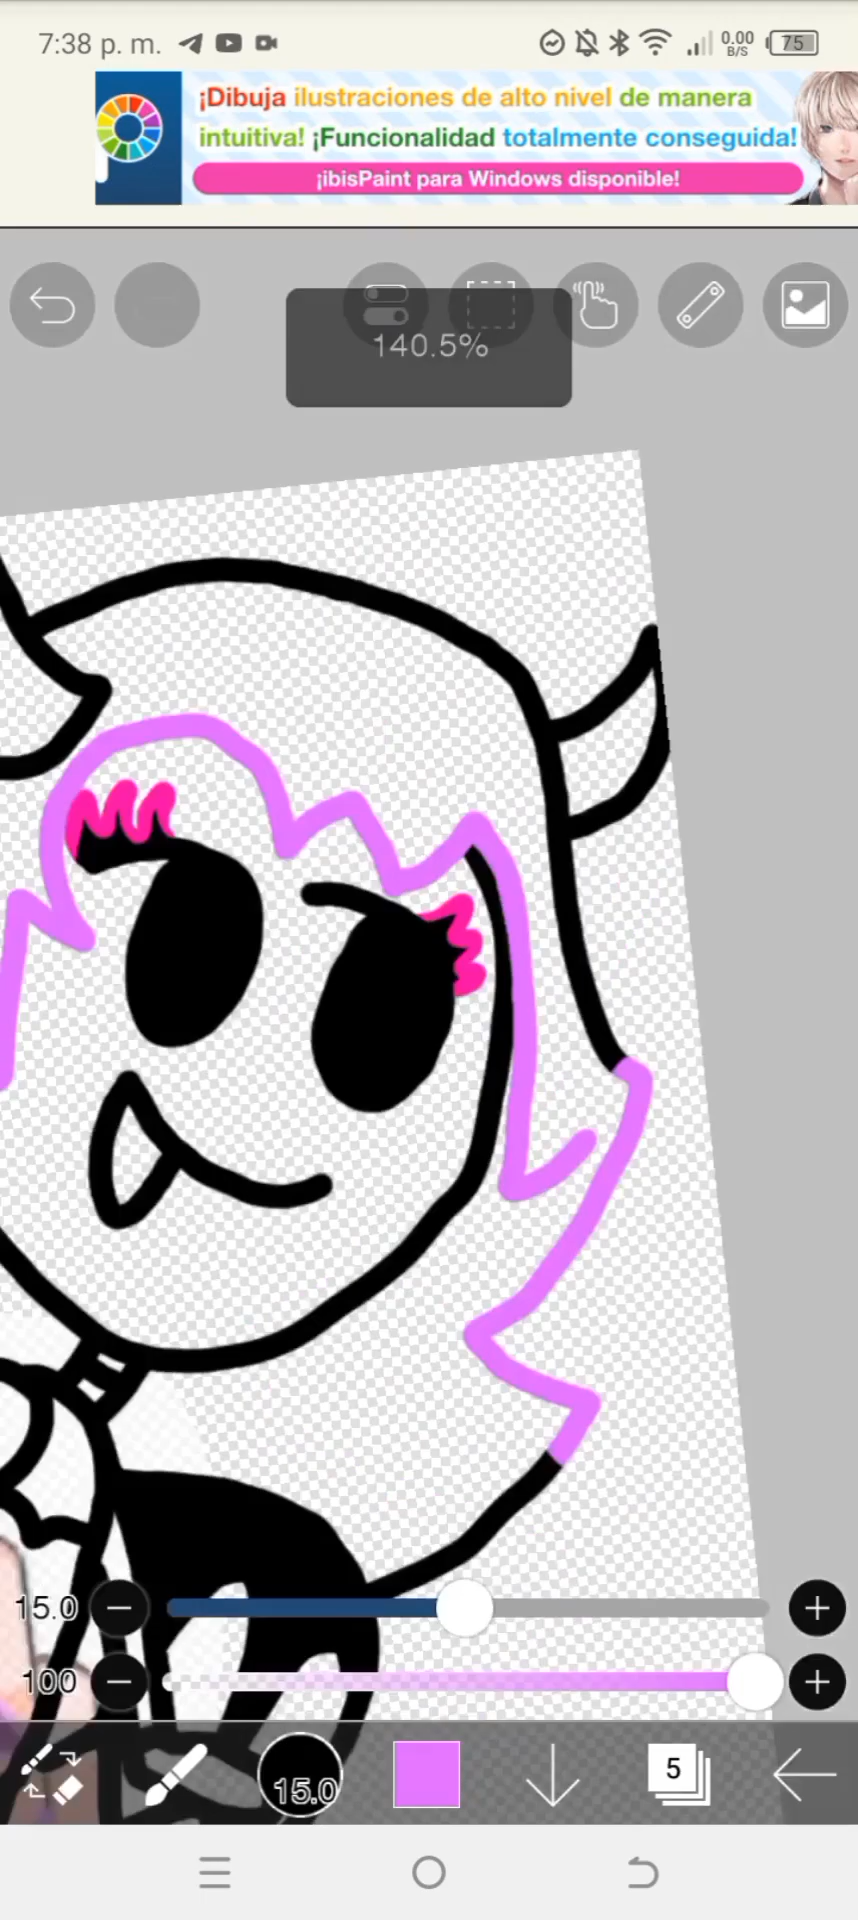 7:38 p. m.
0.00
B/S
75
¡Dibuja ilustraciones de alto nivel de manera
intuitiva! ¡Funcionalidad totalmente conseguida!
¡ibisPaint para Windows disponible!
140.5%
15.0
100
15.0
5